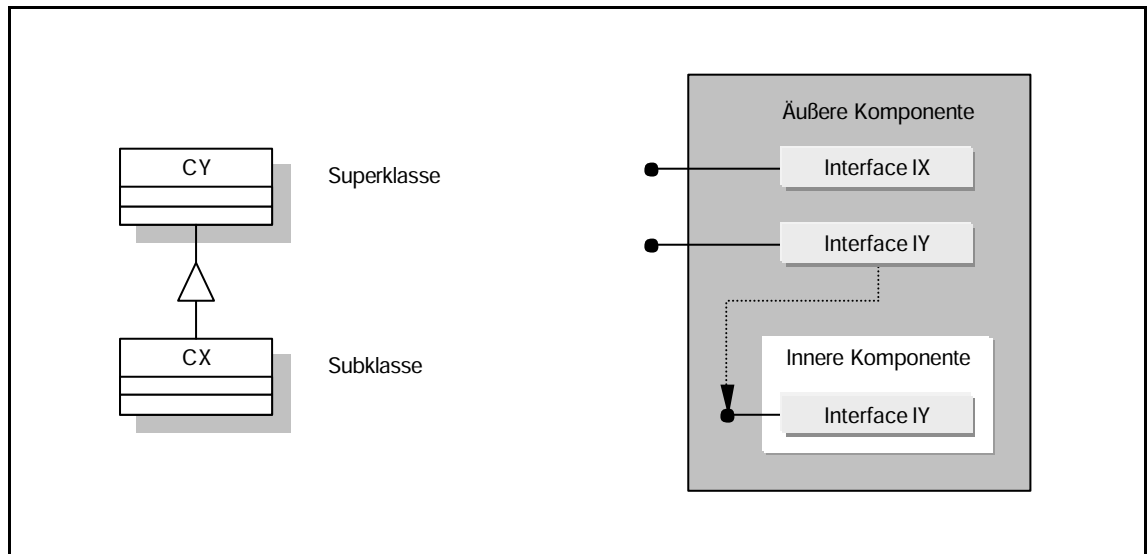 CY
Superklasse
CX
Subklasse
Äußere Komponente
Interface IX
Interface IY
Innere Komponente
Interface IY